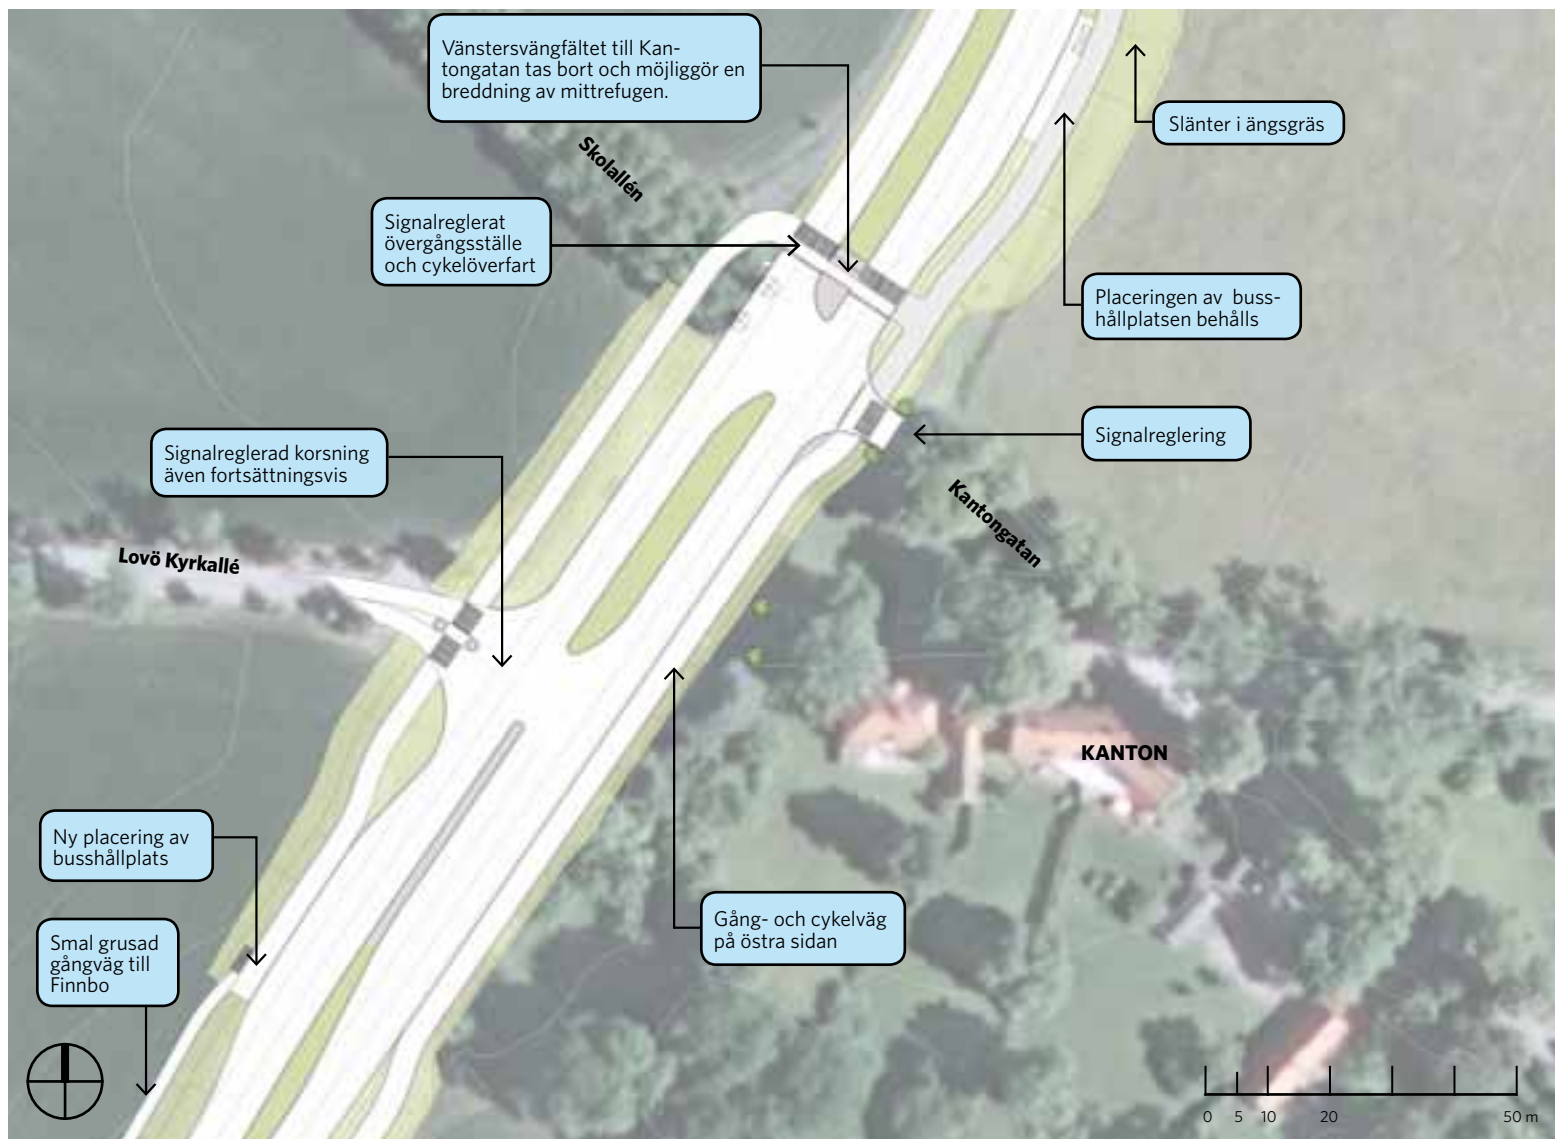 Vänstersvängfältet till Kan-
tongatan tas bort och möjliggör en
breddning av mittrefugen.
Slänter i ängsgräs
Skolallén
Signalreglerat
övergångsställe
och cykelöverfart
Placeringen av buss-
hållplatsen behålls
Signalreglering
Signalreglerad korsning
även fortsättningsvis
Kantongatan
Lovö Kyrkallé
KANTON
Ny placering av
busshållplats
Gång- och cykelväg
på östra sidan
Smal grusad
gångväg till
Finnbo
0 5 10 20 50 m